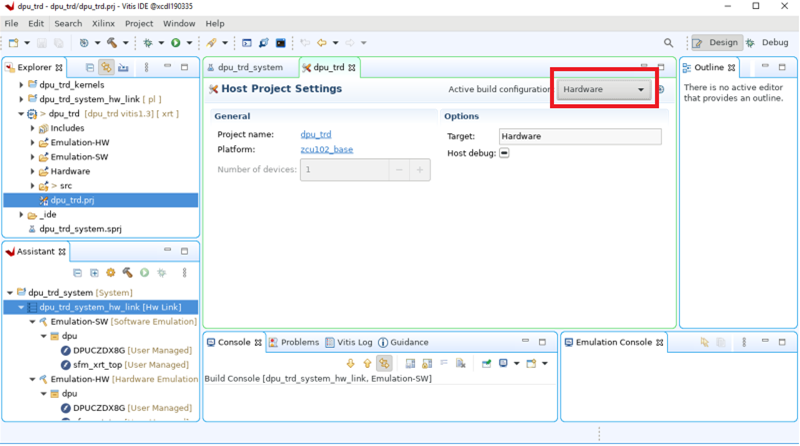 dpu_trd - dpu_trd/dpu_trd.prj - Vitis IDE @xcdl190335
File Edit Search Xilinx Project Window Help
Design Debug
Explorer
dpu_trd_kernels
dpu_trd_system_hw_link [ pl ]
> dpu_trd [dpu vitis1.3] [ xrt ]
Includes
Emulation-HW
Emulation-SW
Hardware
> src
dpu_trd.prj
_ide
dpu_trd_system.sprj
Assistant
dpu_trd_system [System]
dpu_trd_system_hw_link [Hw Link]
Emulation-SW [Software Emulation]
dpu
DPUCZDX8G [User Managed]
sfm_xrt_top [User Managed]
Emulation-HW [Hardware Emulation
dpu
DPUCZDX8G [User Managed]
dpu_trd_system dpu_trd
Host Project Settings
Active build configuration
Hardware
General
Project name: dpu_trd
Platform: zcu102_base
Number of devices: 1
Options
Target: Hardware
Host debug:
Console Problems Vitis Log Guidance
Build Console [dpu_trd_system_hw_link, Emulation-SW]
Emulation Console
Outline
There is no active editor
that provides an outline.